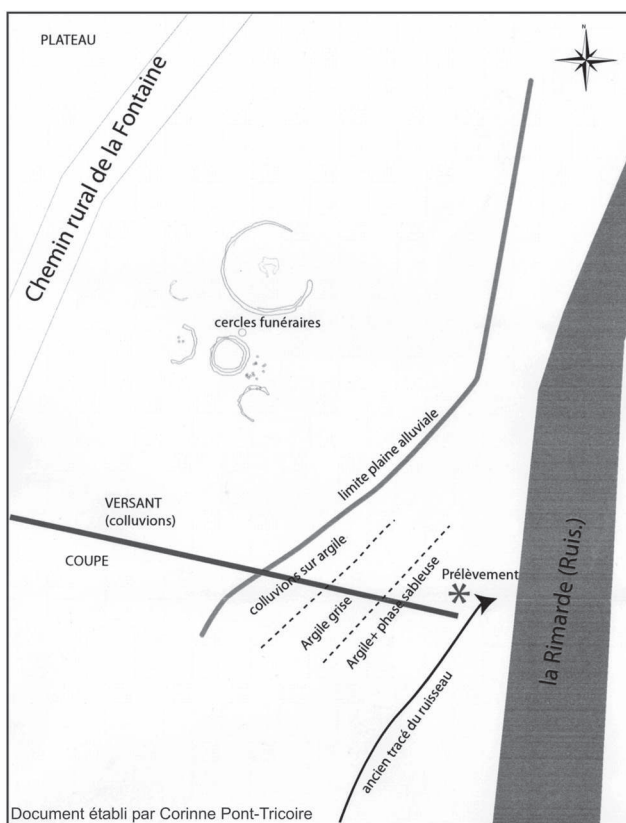 PLATEAU
N
Chemin rural de la Fontaine
cercles funéraires
limite plaine alluviale
VERSANT
(colluvions)
COUPE
colluvions sur argile
Argile grise
Argile+ phase sableuse
Prélèvement
la Rimarde (Ruis.)
ancien tracé du ruisseau
Document établi par Corinne Pont-Tricoire